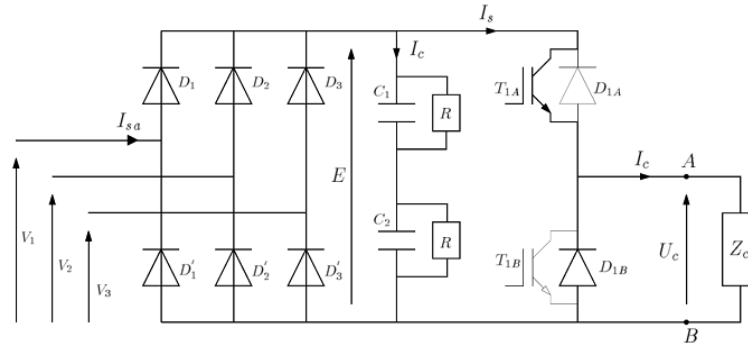 I_s
I_c
D_1
D_2
D_3
C_1
R
T_{1A}
D_{1A}
I_{sa}
E
I_c
A
V_1
V_2
V_3
D'_1
D'_2
D'_3
C_2
R
T_{1B}
D_{1B}
U_c
Z_c
B